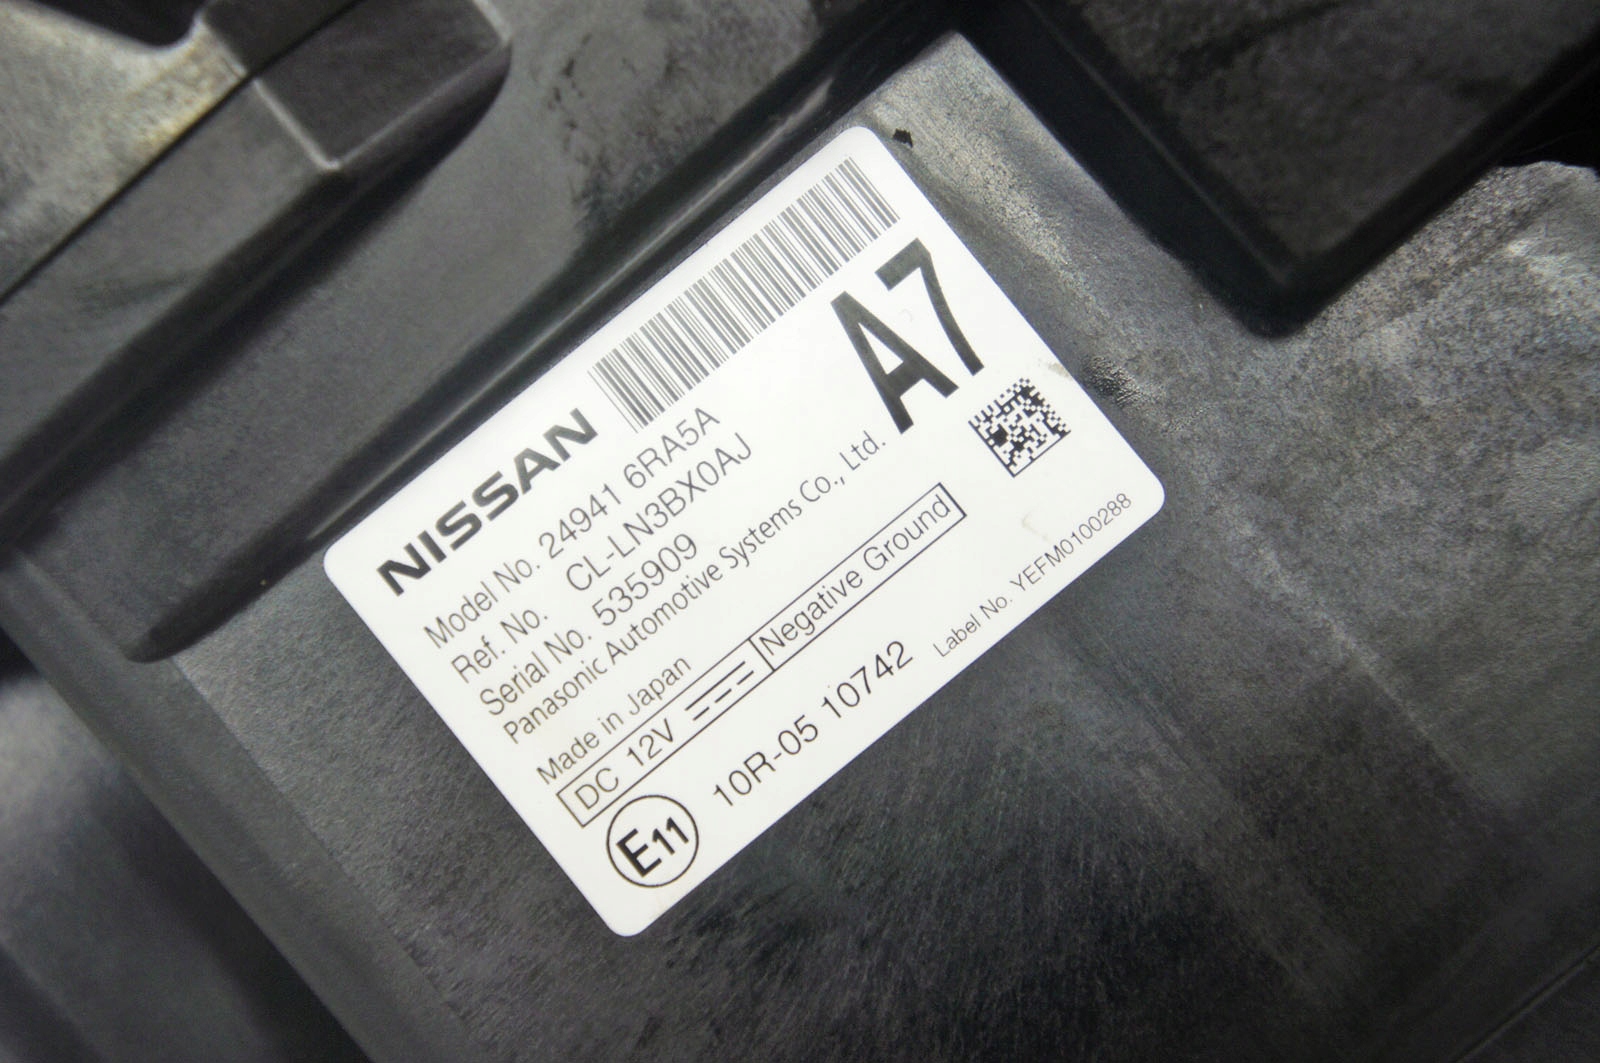 NISSAN
A7
Model No. 24941 6RA5A
Ref. No. CL-LN3BX0AJ
Serial No. 535909
Panasonic Automotive Systems Co., Ltd.
Made in Japan
DC 12V Negative Ground
E11 10R-05 10742
Label No. YEFM0100288